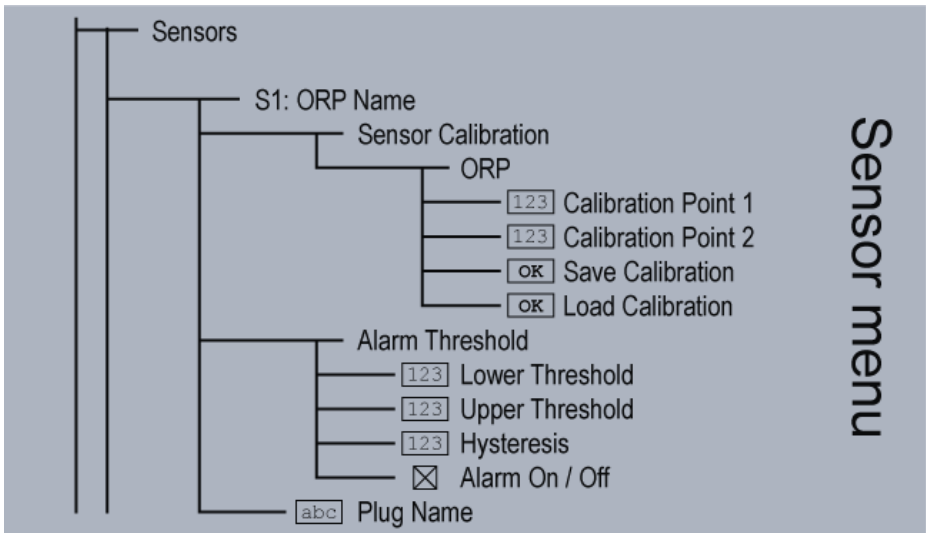 Sensors
S1: ORP Name
Sensor Calibration
ORP
123 Calibration Point 1
123 Calibration Point 2
OK Save Calibration
OK Load Calibration
Alarm Threshold
123 Lower Threshold
123 Upper Threshold
123 Hysteresis
Alarm On / Off
abc Plug Name
Sensor menu